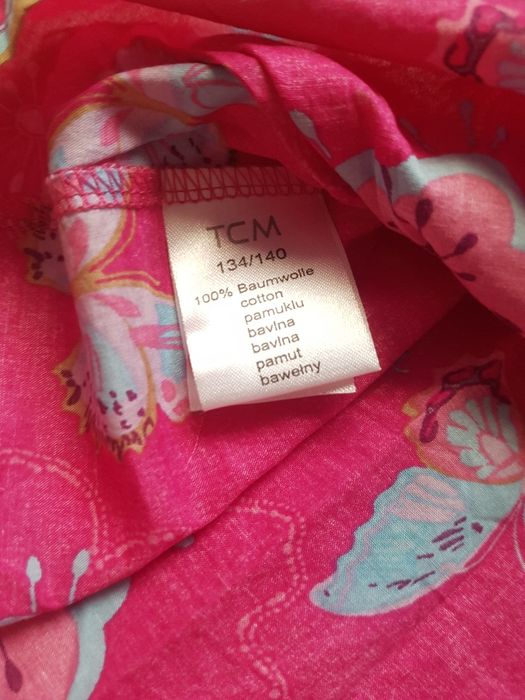 TCM
134/140
100% Baumwolle
cotton
pamuklu
bavlna
bavlna
pamut
bawełny